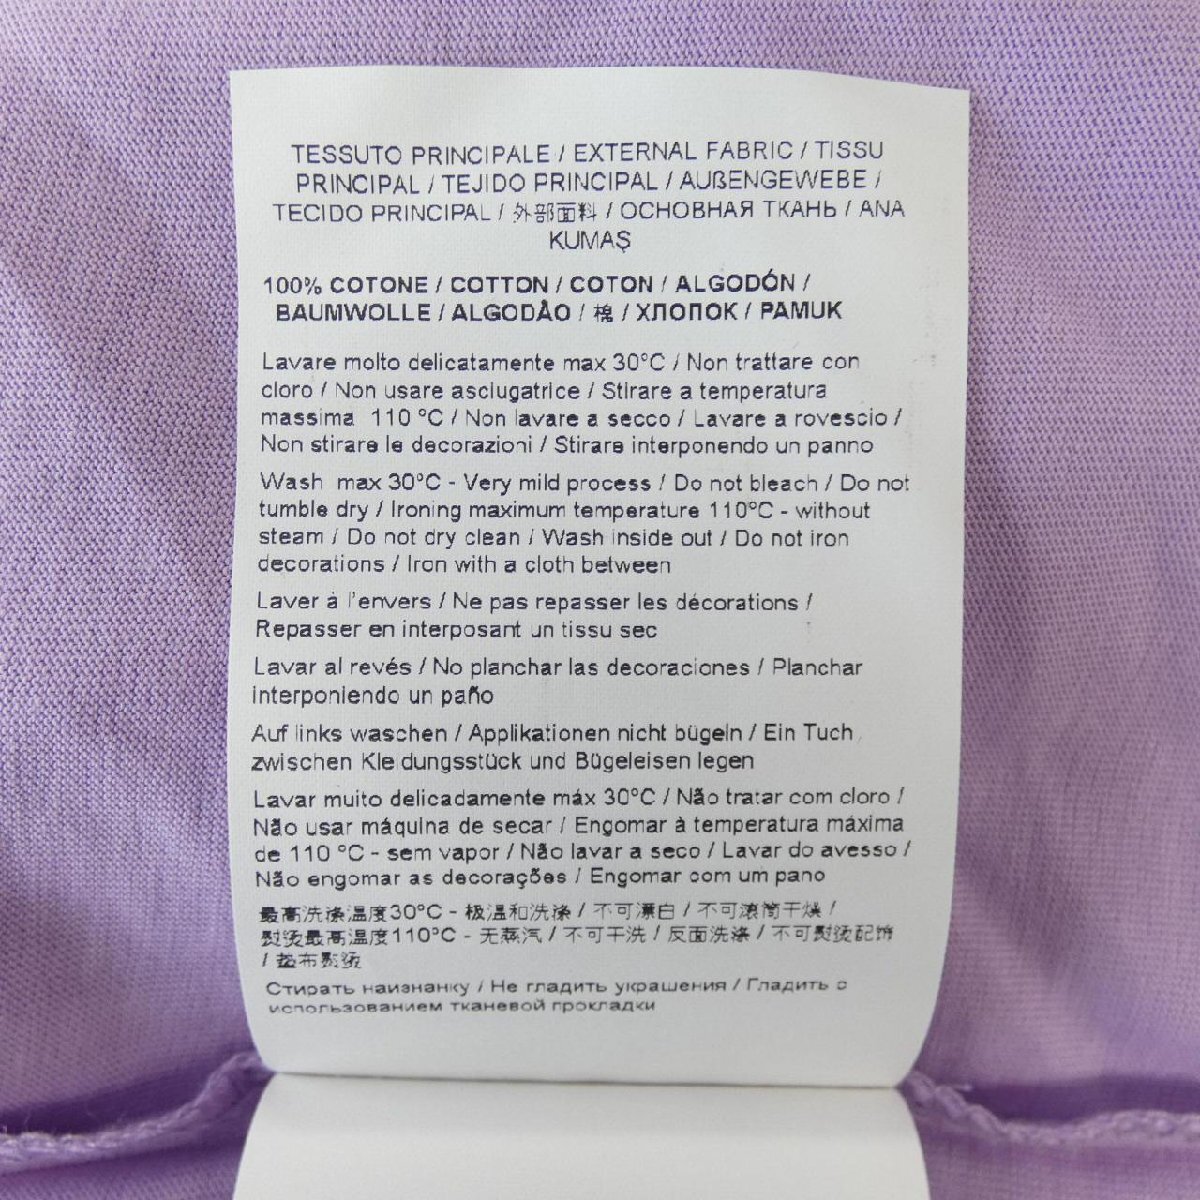 TESSUTO PRINCIPALE / EXTERNAL FABRIC / TISSU
PRINCIPAL / TEJIDO PRINCIPAL / AUßENGEWEBE /
TECIDO PRINCIPAL / 外部面料 / ОСНОВНАЯ ТКАНЬ / ANA
KUMAŞ
100% COTONE / COTTON / COTON / ALGODÓN /
BAUMWOLLE / ALGODÃO / 棉 / ХЛОПОК / PAMUK
Lavare molto delicatamente max 30°C / Non trattare con
cloro / Non usare asciugatrice / Stirare a temperatura
massima 110 °C / Non lavare a secco / Lavare a rovescio /
Non stirare le decorazioni / Stirare interponendo un panno
Wash max 30°C - Very mild process / Do not bleach / Do not
tumble dry / Ironing maximum temperature 110°C - without
steam / Do not dry clean / Wash inside out / Do not iron
decorations / Iron with a cloth between
Laver à l'envers / Ne pas repasser les décorations /
Repasser en interposant un tissu sec
Lavar al revés / No planchar las decoraciones / Planchar
interponiendo un paño
Auf links waschen / Applikationen nicht bügeln / Ein Tuch
zwischen Kleidungsstück und Bügeleisen legen
Lavar muito delicadamente máx 30°C / Não tratar com cloro /
Não usar máquina de secar / Engomar à temperatura máxima
de 110 °C - sem vapor / Não lavar a seco / Lavar do avesso /
Não engomar as decorações / Engomar com um pano
最高洗涤温度30°C - 极温和洗涤 / 不可漂白 / 不可滚筒干燥 /
熨烫最高温度110°C - 无蒸汽 / 不可干洗 / 反面洗涤 / 不可熨烫配饰
/ 垫布熨烫
Стирать наизнанку / Не гладить украшения / Гладить с
использованием тканевой прокладки